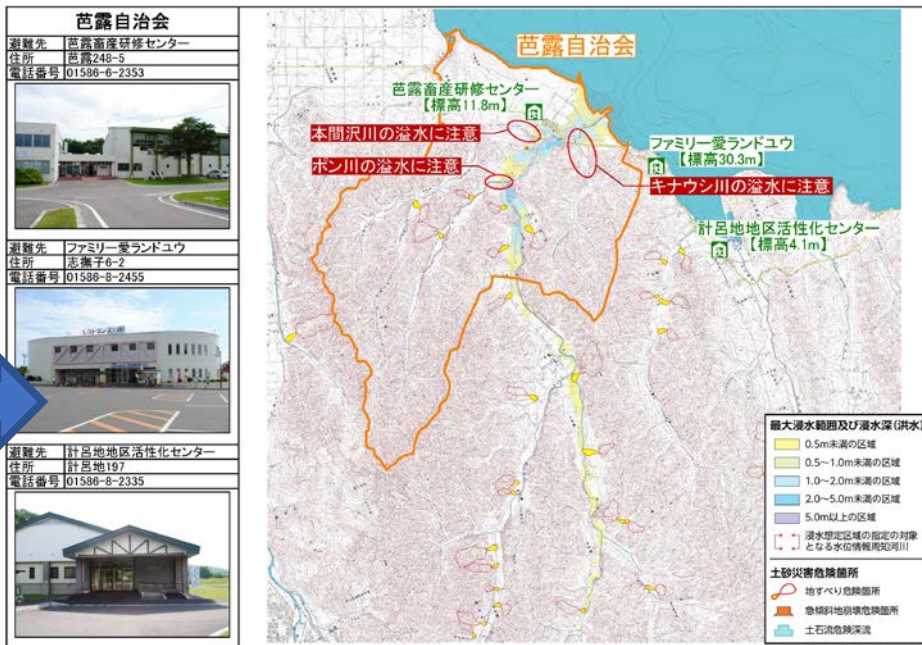 芭露自治会
避難先 芭露畜産研修センター
住所 芭露248-5
電話番号 01586-6-2353
避難先 ファミリー愛ランドユウ
住所 志撫子6-2
電話番号 01586-8-2455
避難先 計呂地地区活性化センター
住所 計呂地197
電話番号 01586-8-2335
芭露自治会
芭露畜産研修センター
【標高11.8m】
本間沢川の溢水に注意
ポン川の溢水に注意
ファミリー愛ランドユウ
【標高30.3m】
キナウシ川の溢水に注意
計呂地地区活性化センター
【標高4.1m】
最大浸水範囲及び浸水深(洪水)
0.5m未満の区域
0.5~1.0m未満の区域
1.0~2.0m未満の区域
2.0~5.0m未満の区域
5.0m以上の区域
浸水想定区域の指定の対象
となる水位情報周知河川
土砂災害危険箇所
地すべり危険箇所
急傾斜地崩壊危険箇所
土石流危険渓流